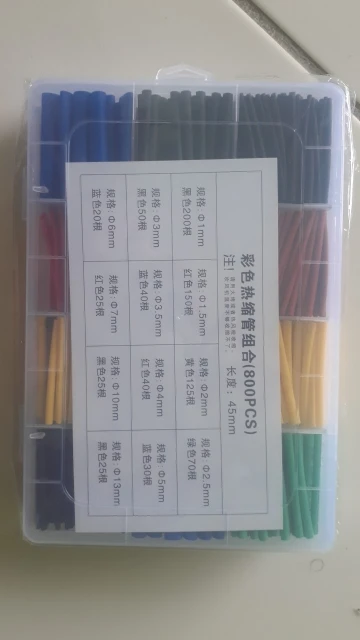 彩色热缩管组合(800PCS)
注!
长度: 45mm
规格 Φ1mm
黑色200根
规格 Φ1.5mm
红色150根
规格 Φ2mm
黄色125根
规格 Φ2.5mm
绿色70根
规格 Φ3mm
黑色50根
规格 Φ3.5mm
蓝色40根
规格 Φ4mm
红色40根
规格 Φ5mm
蓝色30根
规格 Φ6mm
蓝色20根
规格 Φ7mm
红色25根
规格 Φ10mm
黑色25根
规格 Φ13mm
黑色25根